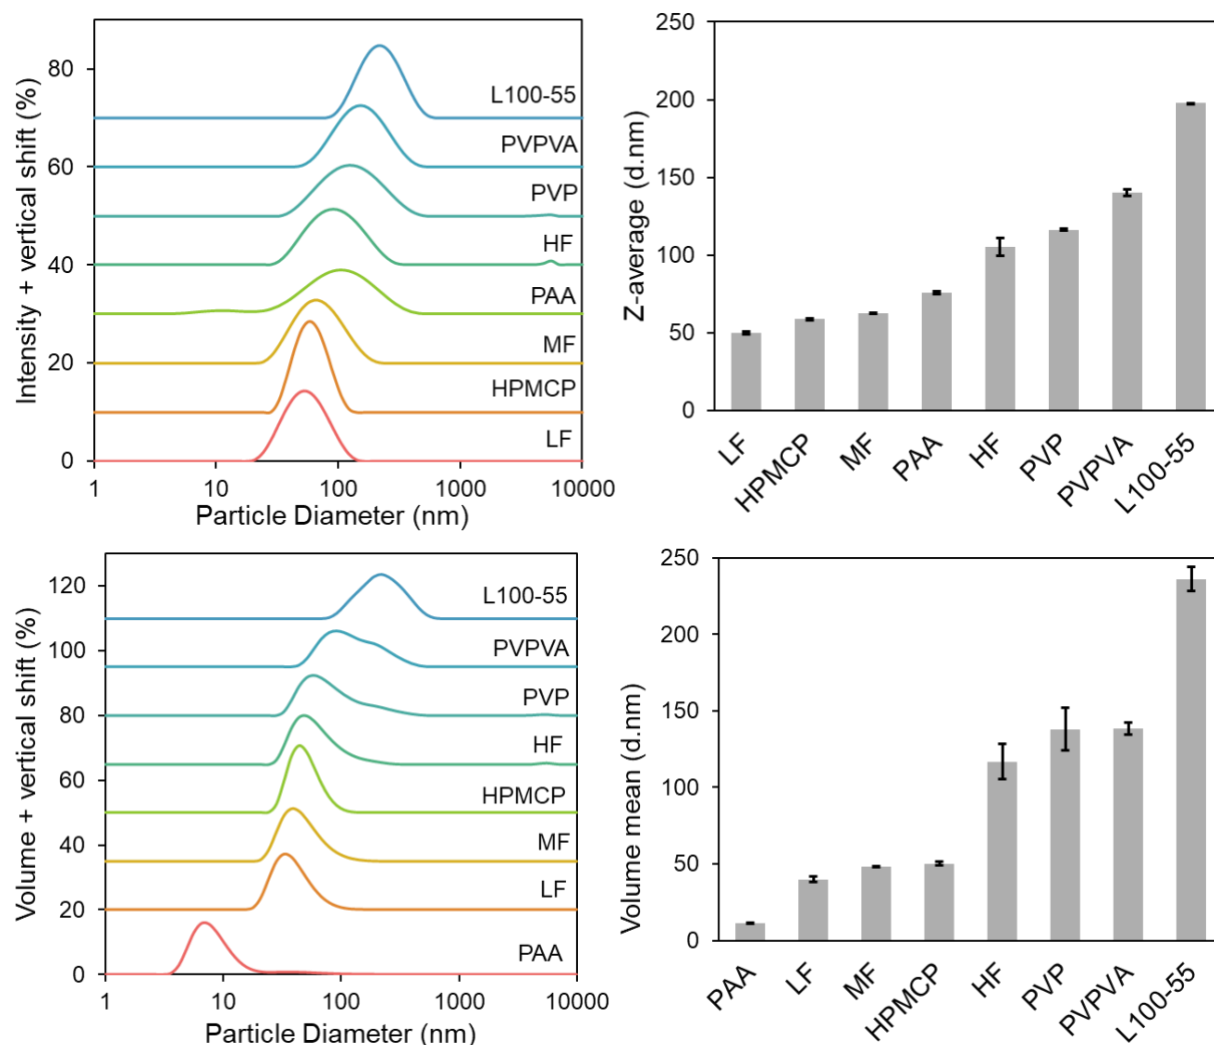 Intensity + vertical shift (%)
80
60
40
20
0
L100-55
PVPVA
PVP
HF
PAA
MF
HPMCP
LF
1
10
100
1000
10000
Particle Diameter (nm)
Z-average (d.nm)
250
200
150
100
50
0
LF
HPMCP
MF
PAA
HF
PVP
PVPVA
L100-55
Volume + vertical shift (%)
120
100
80
60
40
20
0
L100-55
PVPVA
PVP
HF
HPMCP
MF
LF
PAA
1
10
100
1000
10000
Particle Diameter (nm)
Volume mean (d.nm)
250
200
150
100
50
0
PAA
LF
MF
HPMCP
HF
PVP
PVPVA
L100-55